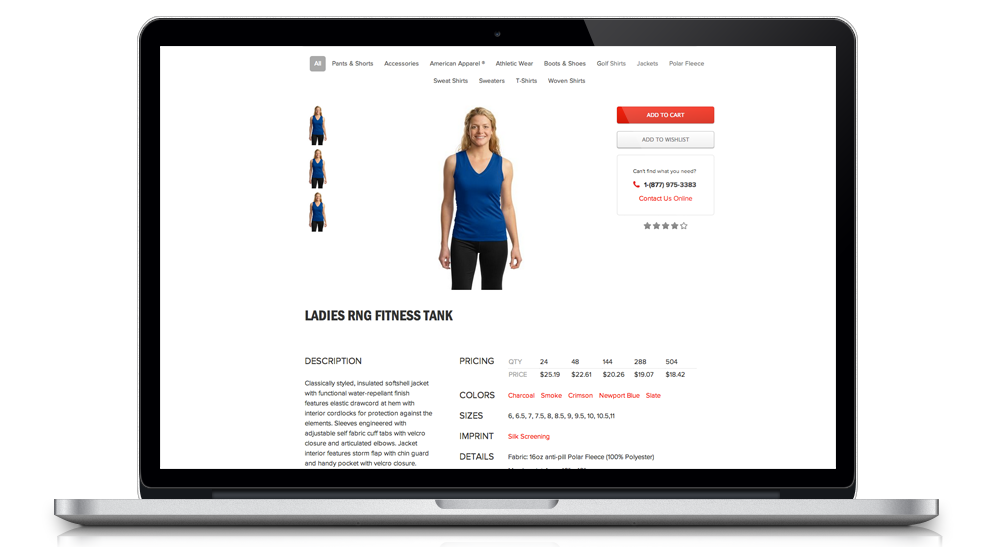 All Pants & Shorts Accessories American Apparel ® Athletic Wear Boots & Shoes Golf Shirts Jackets Polar Fleece
Sweat Shirts Sweaters T-Shirts Woven Shirts
ADD TO CART
ADD TO WISHLIST
Can't find what you need?
1-(877) 975-3383
Contact Us Online
LADIES RNG FITNESS TANK
DESCRIPTION
Classically styled, insulated softshell jacket
with functional water-repellant finish
features elastic drawcord at hem with
interior cordlocks for protection against the
elements. Sleeves engineered with
adjustable self fabric cuff tabs with velcro
closure and articulated elbows. Jacket
interior features storm flap with chin guard
and handy pocket with velcro closure.
PRICING QTY 24 48 144 288 504
PRICE $25.19 $22.61 $20.26 $19.07 $18.42
COLORS Charcoal Smoke Crimson Newport Blue Slate
SIZES 6, 6.5, 7, 7.5, 8, 8.5, 9, 9.5, 10, 10.5,11
IMPRINT Silk Screening
DETAILS Fabric: 16oz anti-pill Polar Fleece (100% Polyester)